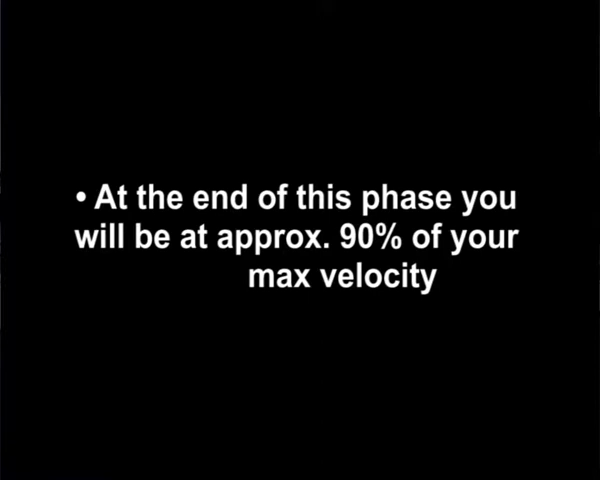 • At the end of this phase you
will be at approx. 90% of your
max velocity